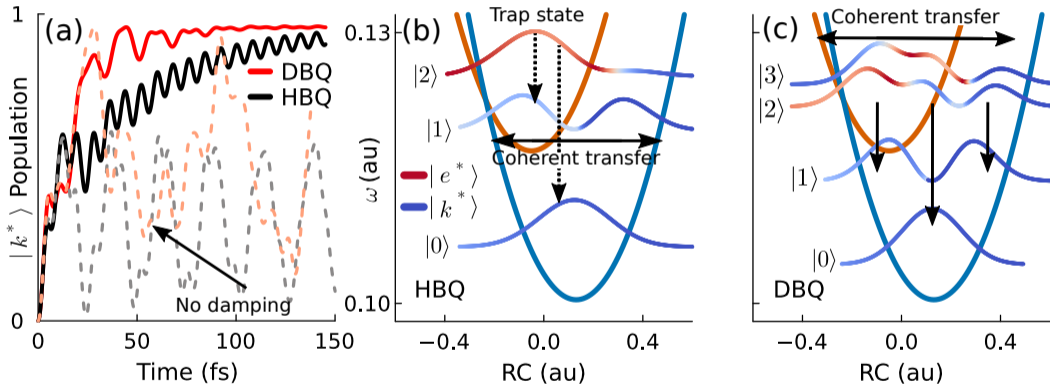 (a)
1
1
|k*⟩ Population
DBQ
HBQ
No damping
0
50
100
150
Time (fs)
(b)
Trap state
0.13
|2⟩
|1⟩
Coherent transfer
|e*⟩
|k*⟩
ω (au)
|0⟩
0.10
HBQ
−0.4
0.0
0.4
RC (au)
(c)
Coherent transfer
|3⟩
|2⟩
|1⟩
|0⟩
DBQ
−0.4
0.0
0.4
RC (au)